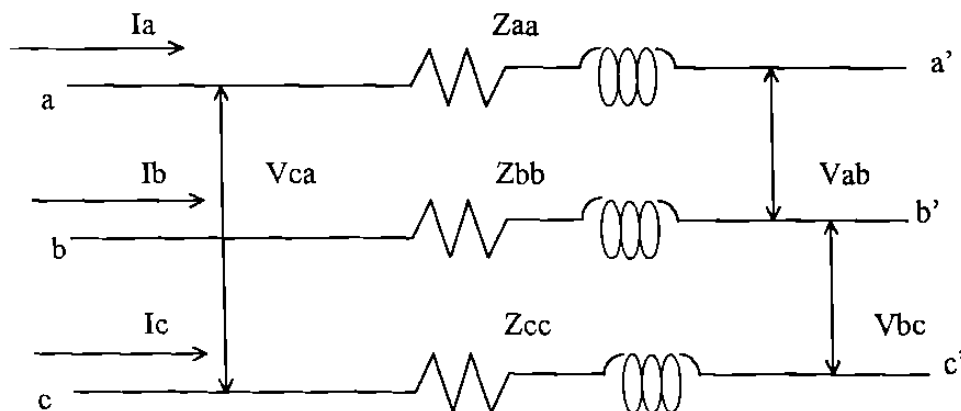 Ia Zaa
a a'
Ib Vca Zbb Vab
b b'
Ic Zcc Vbc
c c'